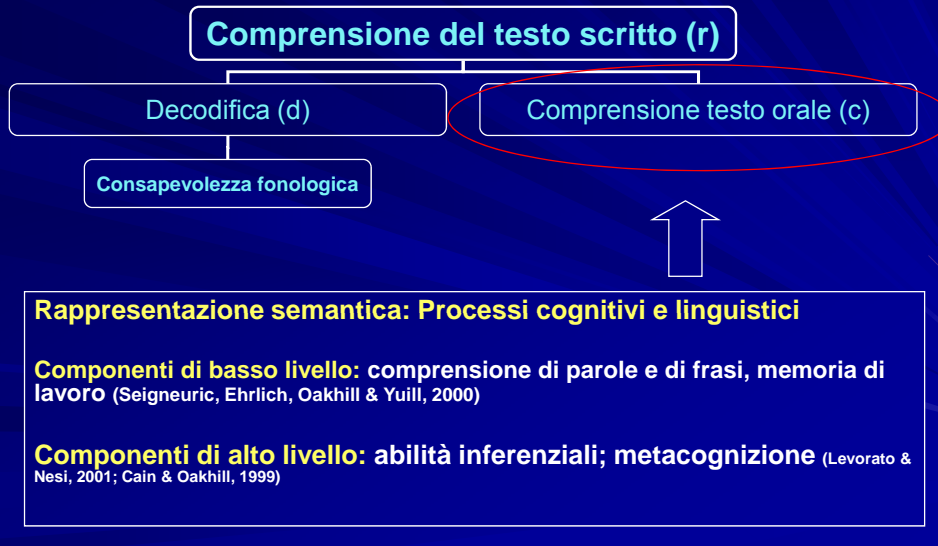 Comprensione del testo scritto (r)
Decodifica (d)
Comprensione testo orale (c)
Consapevolezza fonologica
Rappresentazione semantica: Processi cognitivi e linguistici
Componenti di basso livello: comprensione di parole e di frasi, memoria di
lavoro (Seigneuric, Ehrlich, Oakhill & Yuill, 2000)
Componenti di alto livello: abilità inferenziali; metacognizione (Levorato &
Nesi, 2001; Cain & Oakhill, 1999)